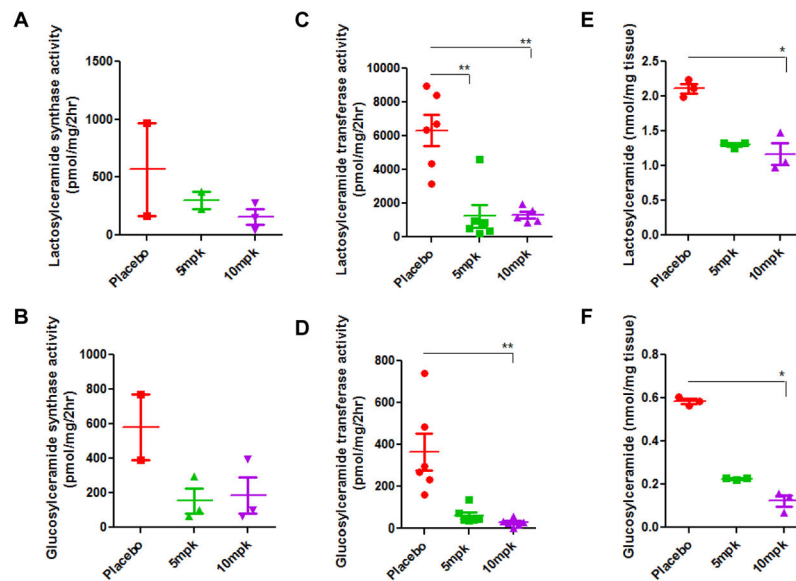 A
Lactosylceramide synthase activity
(pmol/mg/2hr)
1500
1000
500
0
Placebo
5mpk
10mpk
C
Lactosylceramide transferase activity
(pmol/mg/2hr)
**
**
10000
8000
6000
4000
2000
0
Placebo
5mpk
10mpk
E
Lactosylceramide (nmol/mg tissue)
*
2.5
2.0
1.5
1.0
0.5
0.0
Placebo
5mpk
10mpk
B
Glucosylceramide synthase activity
(pmol/mg/2hr)
1000
800
600
400
200
0
Placebo
5mpk
10mpk
D
Glucosylceramide transferase activity
(pmol/mg/2hr)
**
800
600
400
200
0
Placebo
5mpk
10mpk
F
Glucosylceramide (nmol/mg tissue)
*
0.8
0.6
0.4
0.2
0.0
Placebo
5mpk
10mpk